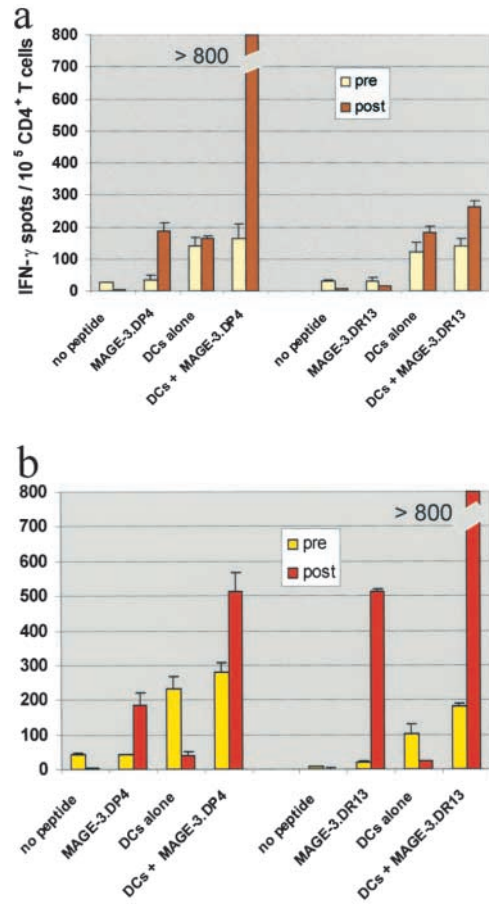 a
IFN-γ spots / 10⁵ CD4⁺ T cells
800
700
600
500
400
300
200
100
0
> 800
pre
post
no peptide
MAGE-3.DP4
DCs alone
DCs + MAGE-3.DP4
no peptide
MAGE-3.DR13
DCs alone
DCs + MAGE-3.DR13
b
800
700
600
500
400
300
200
100
0
> 800
pre
post
no peptide
MAGE-3.DP4
DCs alone
DCs + MAGE-3.DP4
no peptide
MAGE-3.DR13
DCs alone
DCs + MAGE-3.DR13